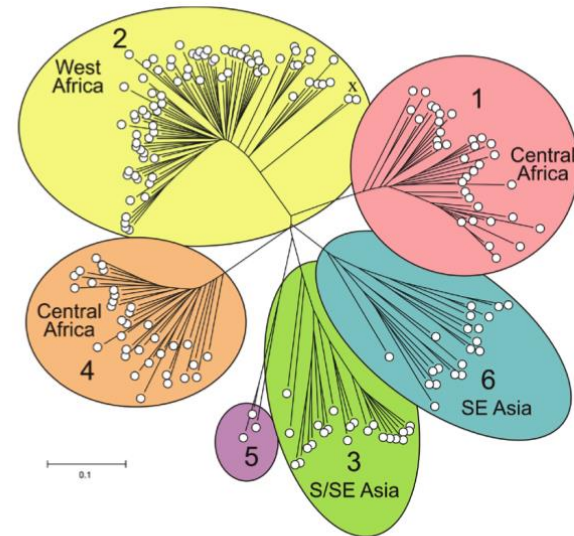 2
West
Africa
x
1
Central
Africa
Central
Africa
4
6
SE Asia
5
3
S/SE Asia
0.1